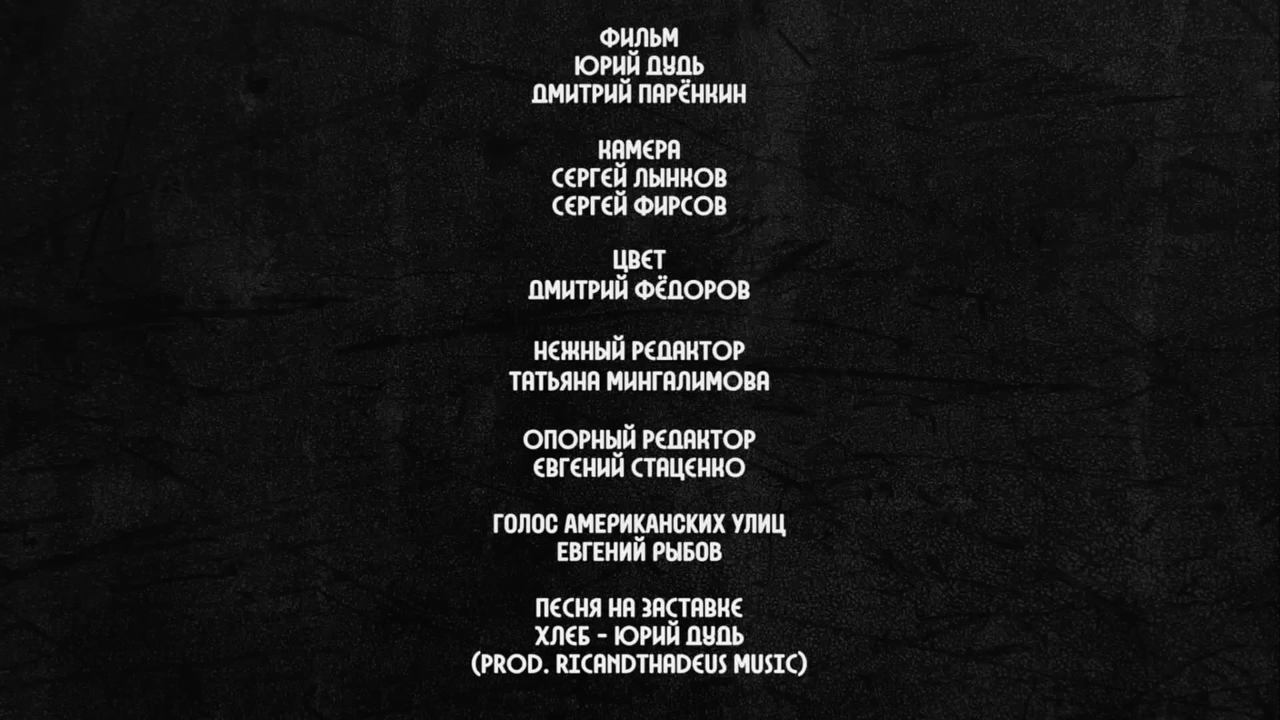 ФИЛЬМ
ЮРИЙ ДУДЬ
ДМИТРИЙ ПАРЁНКИН
КАМЕРА
СЕРГЕЙ ЛЫНКОВ
СЕРГЕЙ ФИРСОВ
ЦВЕТ
ДМИТРИЙ ФЁДОРОВ
НЕЖНЫЙ РЕДАКТОР
ТАТЬЯНА МИНГАЛИМОВА
ОПОРНЫЙ РЕДАКТОР
ЕВГЕНИЙ СТАЦЕНКО
ГОЛОС АМЕРИКАНСКИХ УЛИЦ
ЕВГЕНИЙ РЫБОВ
ПЕСНЯ НА ЗАСТАВКЕ
ХЛЕБ - ЮРИЙ ДУДЬ
(PROD. RICANDTHADEUS MUSIC)